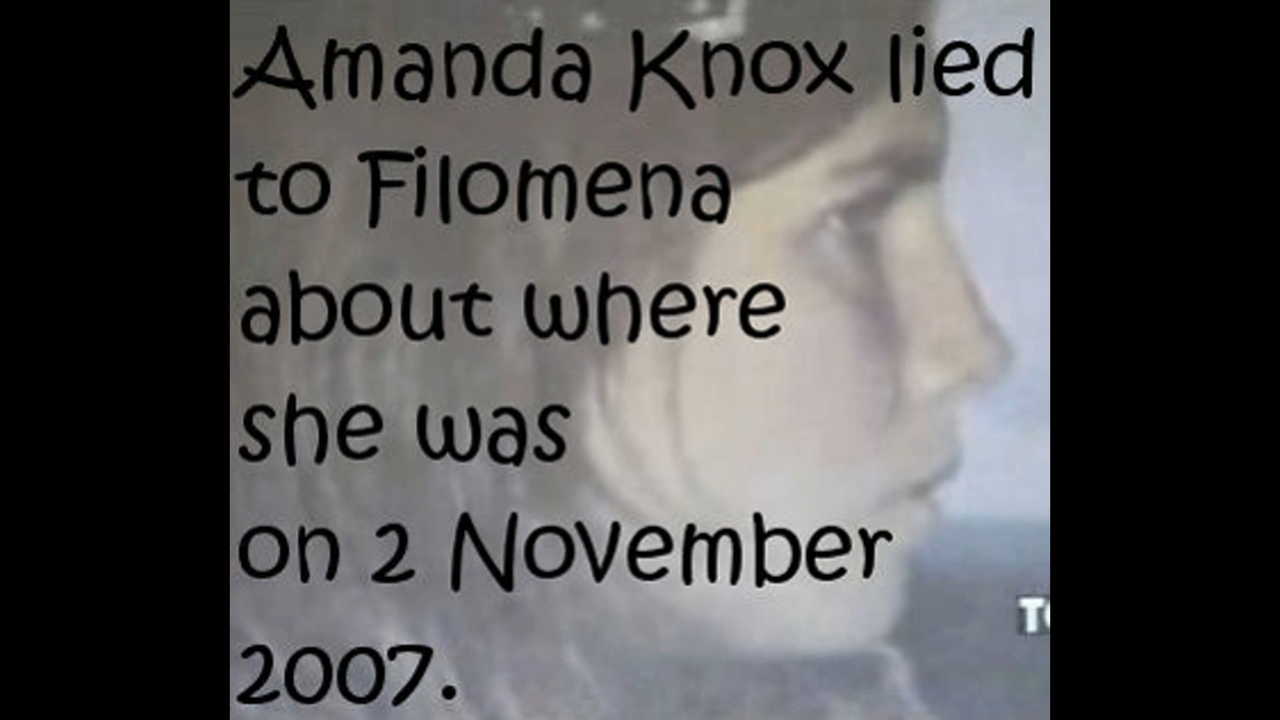 Amanda Knox lied
to Filomena
about where
she was
on 2 November
2007.